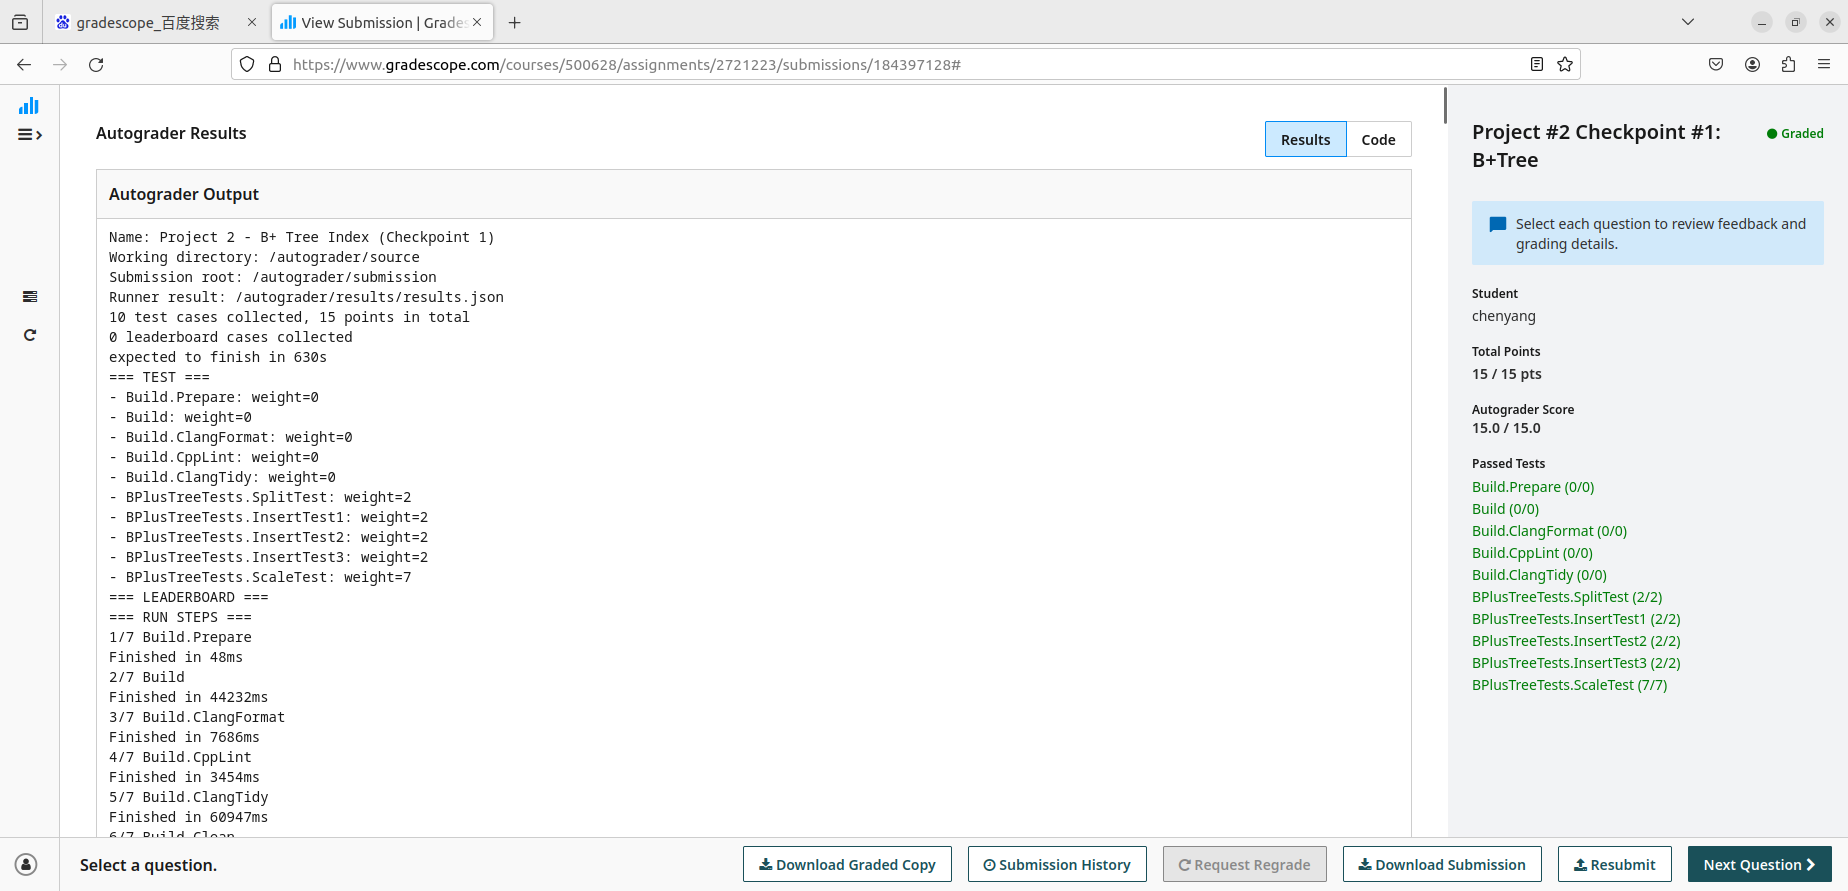 gradescope_百度搜索
View Submission | Grades
https://www.gradescope.com/courses/500628/assignments/2721223/submissions/184397128#
Autograder Results
Results
Code
Autograder Output
Name: Project 2 - B+ Tree Index (Checkpoint 1)
Working directory: /autograder/source
Submission root: /autograder/submission
Runner result: /autograder/results/results.json
10 test cases collected, 15 points in total
0 leaderboard cases collected
expected to finish in 630s
=== TEST ===
- Build.Prepare: weight=0
- Build: weight=0
- Build.ClangFormat: weight=0
- Build.CppLint: weight=0
- Build.ClangTidy: weight=0
- BPlusTreeTests.SplitTest: weight=2
- BPlusTreeTests.InsertTest1: weight=2
- BPlusTreeTests.InsertTest2: weight=2
- BPlusTreeTests.InsertTest3: weight=2
- BPlusTreeTests.ScaleTest: weight=7
=== LEADERBOARD ===
=== RUN STEPS ===
1/7 Build.Prepare
Finished in 48ms
2/7 Build
Finished in 44232ms
3/7 Build.ClangFormat
Finished in 7686ms
4/7 Build.CppLint
Finished in 3454ms
5/7 Build.ClangTidy
Finished in 60947ms
6/7 Build.Clean
Project #2 Checkpoint #1:
B+Tree
Graded
Select each question to review feedback and
grading details.
Student
chenyang
Total Points
15 / 15 pts
Autograder Score
15.0 / 15.0
Passed Tests
Build.Prepare (0/0)
Build (0/0)
Build.ClangFormat (0/0)
Build.CppLint (0/0)
Build.ClangTidy (0/0)
BPlusTreeTests.SplitTest (2/2)
BPlusTreeTests.InsertTest1 (2/2)
BPlusTreeTests.InsertTest2 (2/2)
BPlusTreeTests.InsertTest3 (2/2)
BPlusTreeTests.ScaleTest (7/7)
Select a question.
Download Graded Copy
Submission History
Request Regrade
Download Submission
Resubmit
Next Question